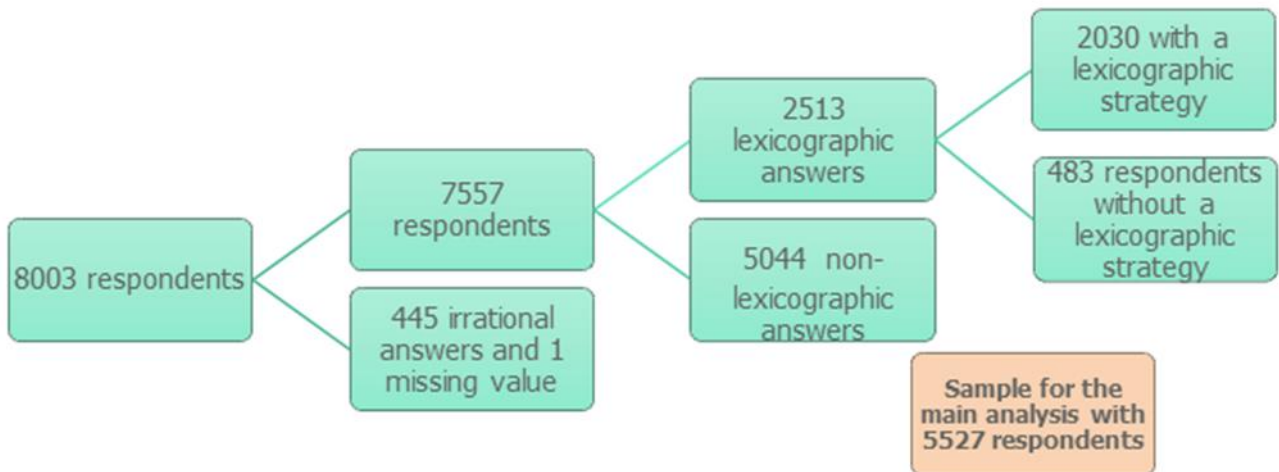 8003 respondents
7557
respondents
445 irrational
answers and 1
missing value
2513
lexicographic
answers
5044 non-
lexicographic
answers
2030 with a
lexicographic
strategy
483 respondents
without a
lexicographic
strategy
Sample for the
main analysis with
5527 respondents